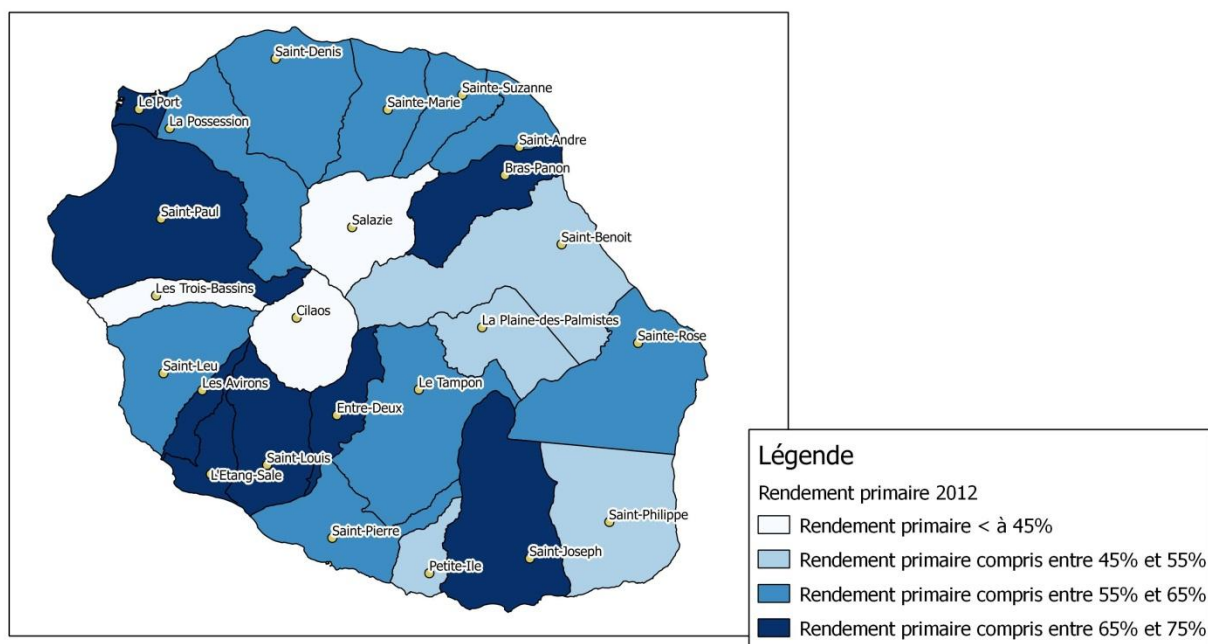 Saint-Denis
Sainte-Suzanne
Le Port
Sainte-Marie
La Possession
Saint-Andre
Bras-Panon
Saint-Paul
Salazie
Saint-Benoit
Les Trois-Bassins
Cilaos
La Plaine-des-Palmistes
Sainte-Rose
Saint-Leu
Les Avirons
Le Tampon
Entre-Deux
Saint-Louis
L'Etang-Sale
Saint-Pierre
Saint-Philippe
Saint-Joseph
Petite-Ile
Légende
Rendement primaire 2012
Rendement primaire < à 45%
Rendement primaire compris entre 45% et 55%
Rendement primaire compris entre 55% et 65%
Rendement primaire compris entre 65% et 75%